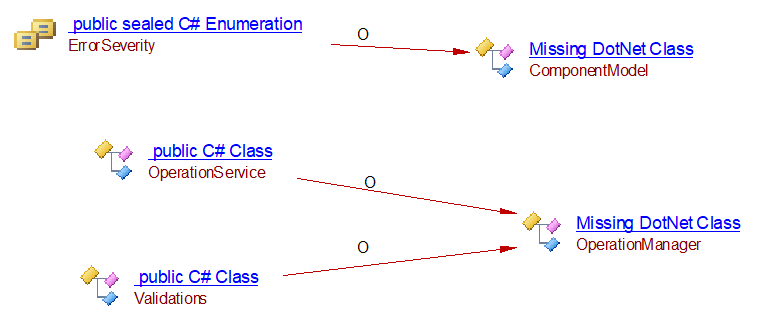 public sealed C# Enumeration
ErrorSeverity
O
Missing DotNet Class
ComponentModel
public C# Class
OperationService
O
Missing DotNet Class
OperationManager
O
public C# Class
Validations